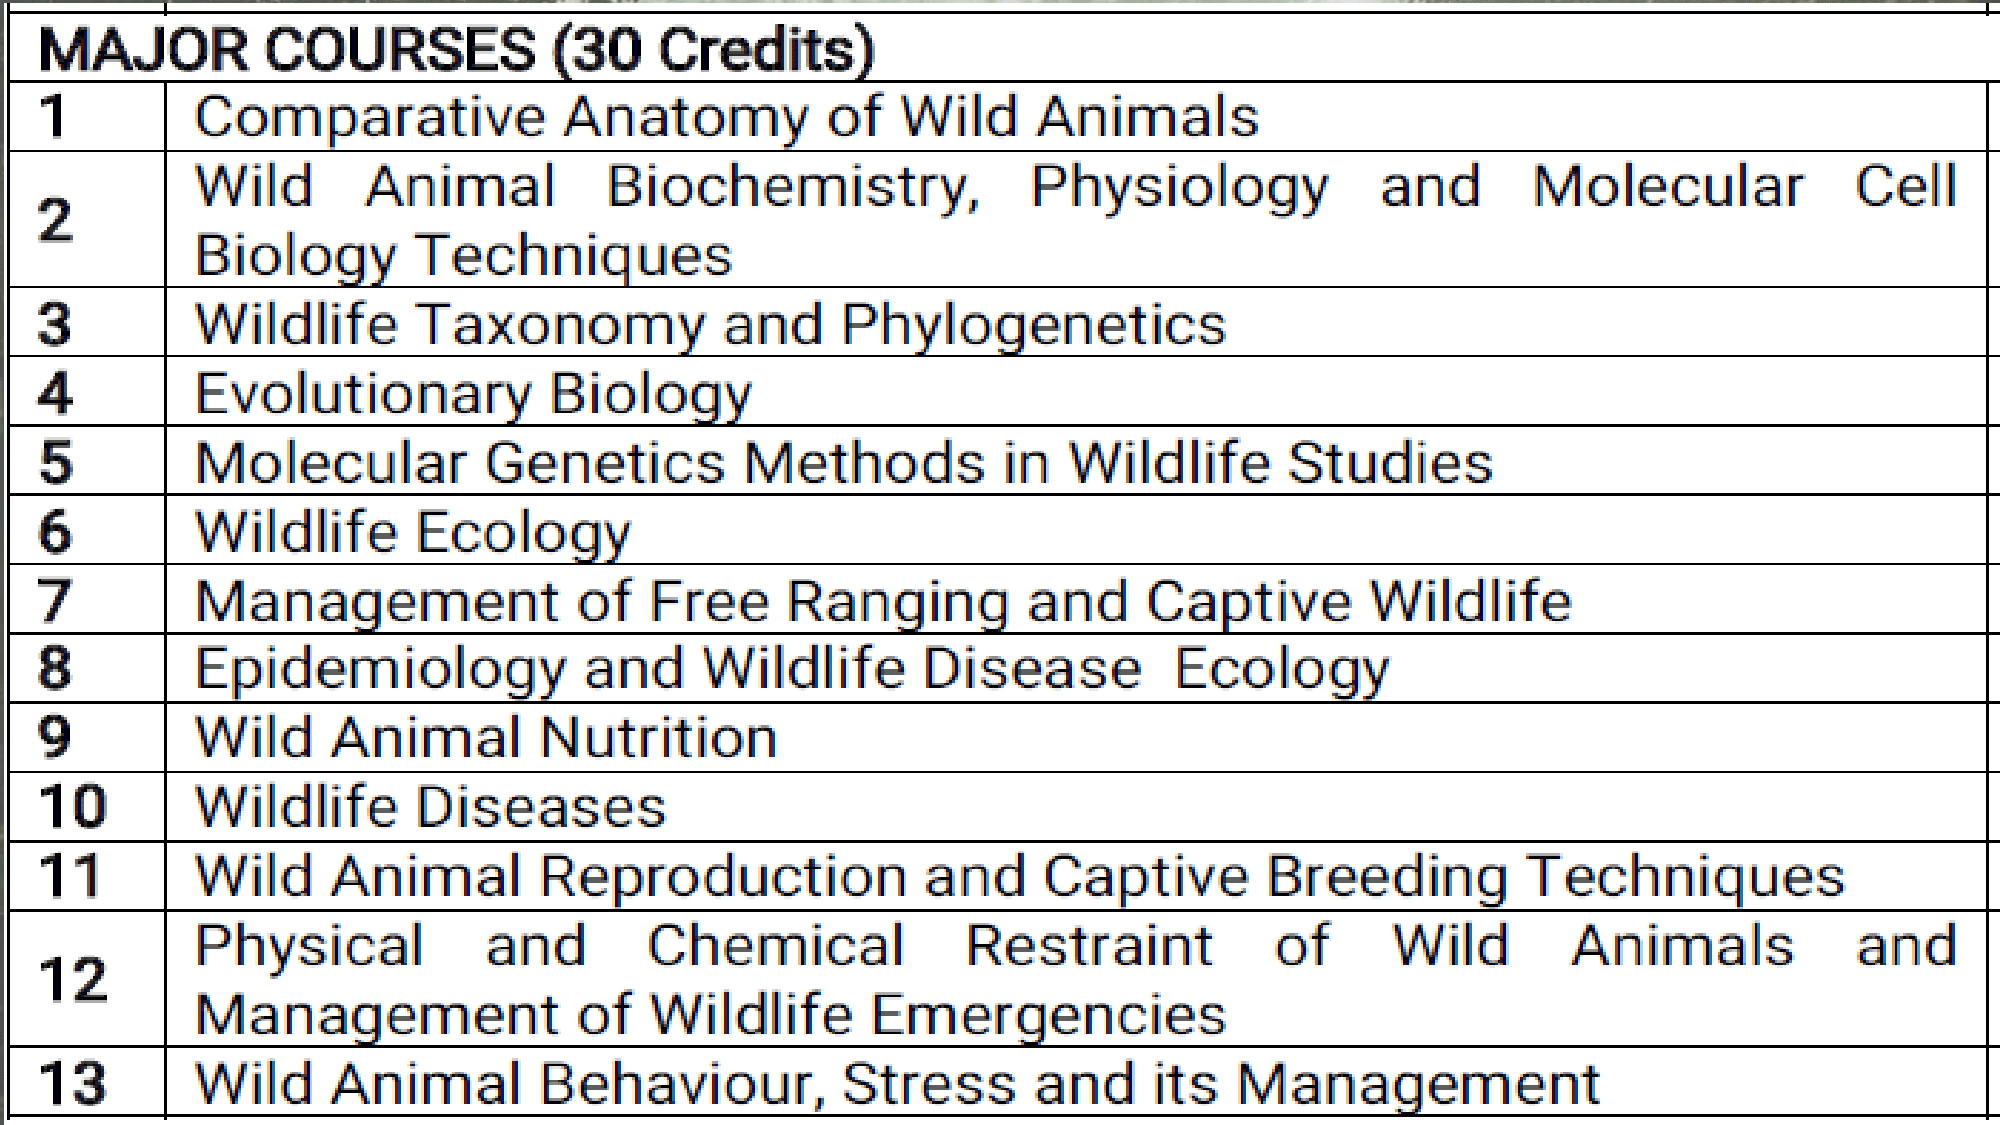 MAJOR COURSES (30 Credits)
1 Comparative Anatomy of Wild Animals
2 Wild Animal Biochemistry, Physiology and Molecular Cell
Biology Techniques
3 Wildlife Taxonomy and Phylogenetics
4 Evolutionary Biology
5 Molecular Genetics Methods in Wildlife Studies
6 Wildlife Ecology
7 Management of Free Ranging and Captive Wildlife
8 Epidemiology and Wildlife Disease Ecology
9 Wild Animal Nutrition
10 Wildlife Diseases
11 Wild Animal Reproduction and Captive Breeding Techniques
12 Physical and Chemical Restraint of Wild Animals and
Management of Wildlife Emergencies
13 Wild Animal Behaviour, Stress and its Management